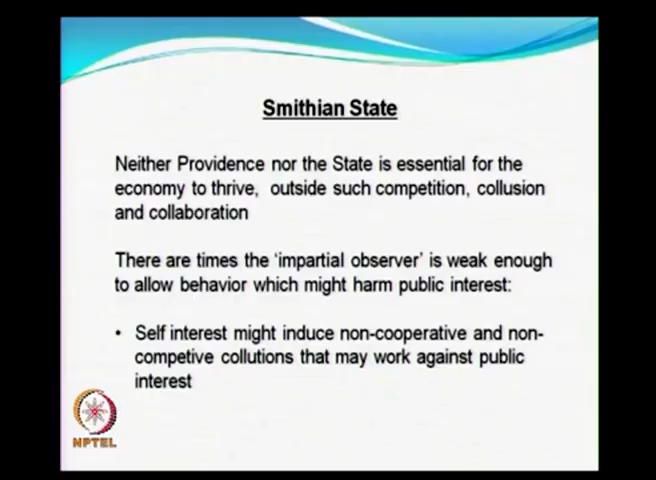 Smithian State
Neither Providence nor the State is essential for the
economy to thrive, outside such competition, collusion
and collaboration
There are times the 'impartial observer' is weak enough
to allow behavior which might harm public interest:
• Self interest might induce non-cooperative and non-
competive collutions that may work against public
interest
NPTEL